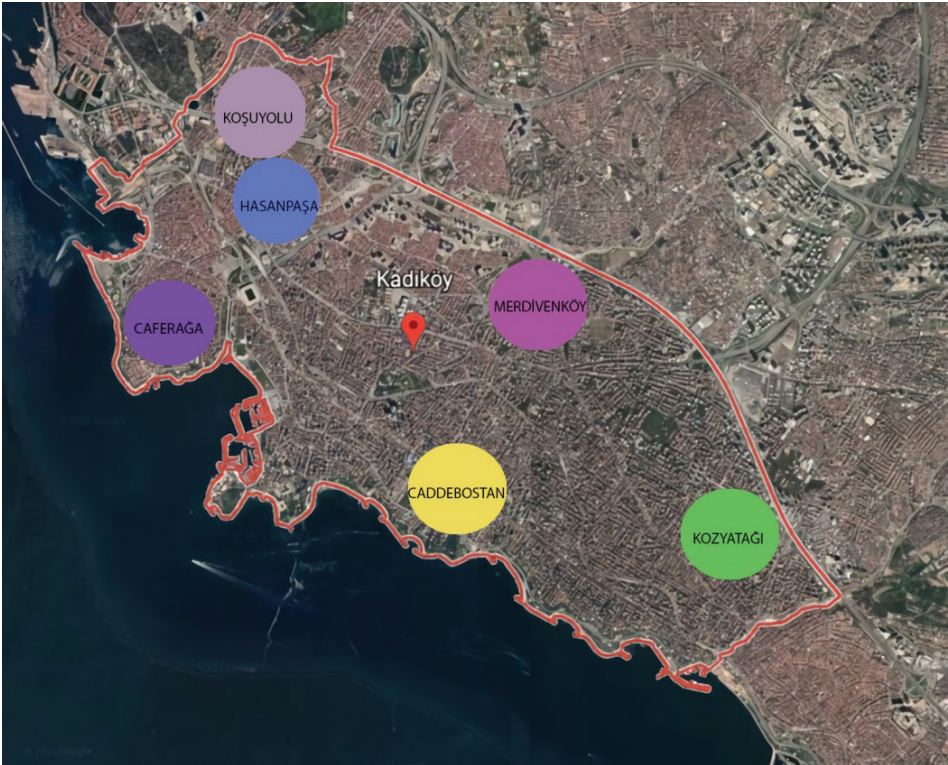 KOŞUYOLU
HASANPAŞA
Kadıköy
MERDİVENKÖY
CAFERAĞA
CADDEBOSTAN
KOZYATAĞI